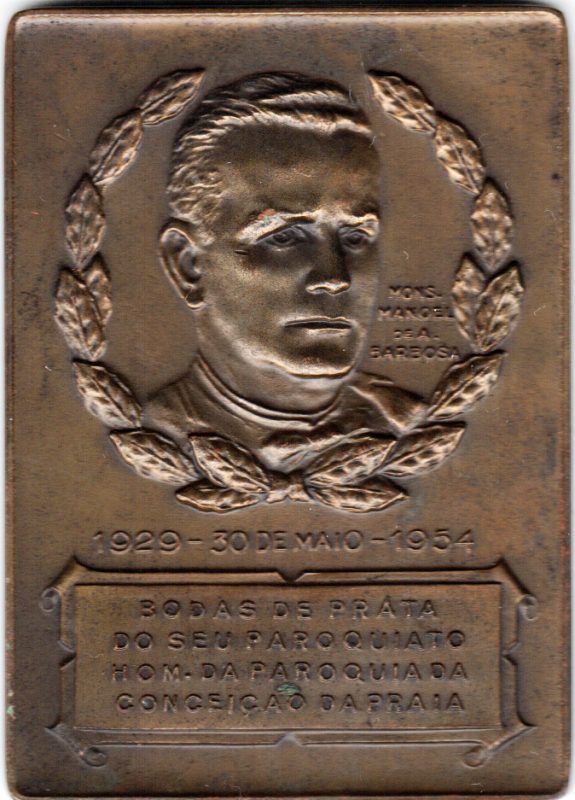 MONS.
MANOEL
DE A.
BARBOSA
1929 - 30 DE MAIO - 1954
BODAS DE PRATA
DO SEU PAROQUIATO
HOM. DA PAROQUIA DA
CONCEIÇAO DA PRAIA